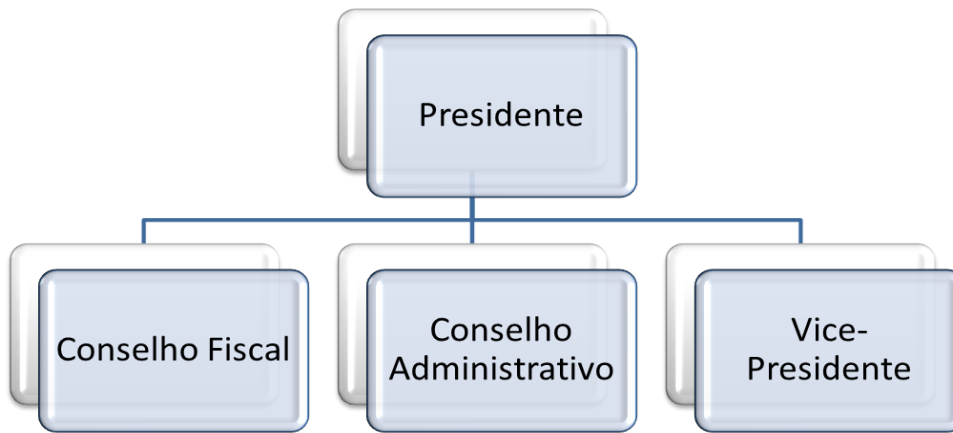 Presidente
Conselho Fiscal
Conselho
Administrativo
Vice-
Presidente